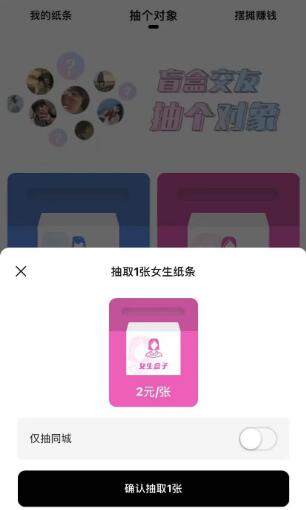 我的纸条 抽个对象 摆摊赚钱
盲盒交友
抽个对象
抽取1张女生纸条
女生盒子
2元/张
仅抽同城
确认抽取1张